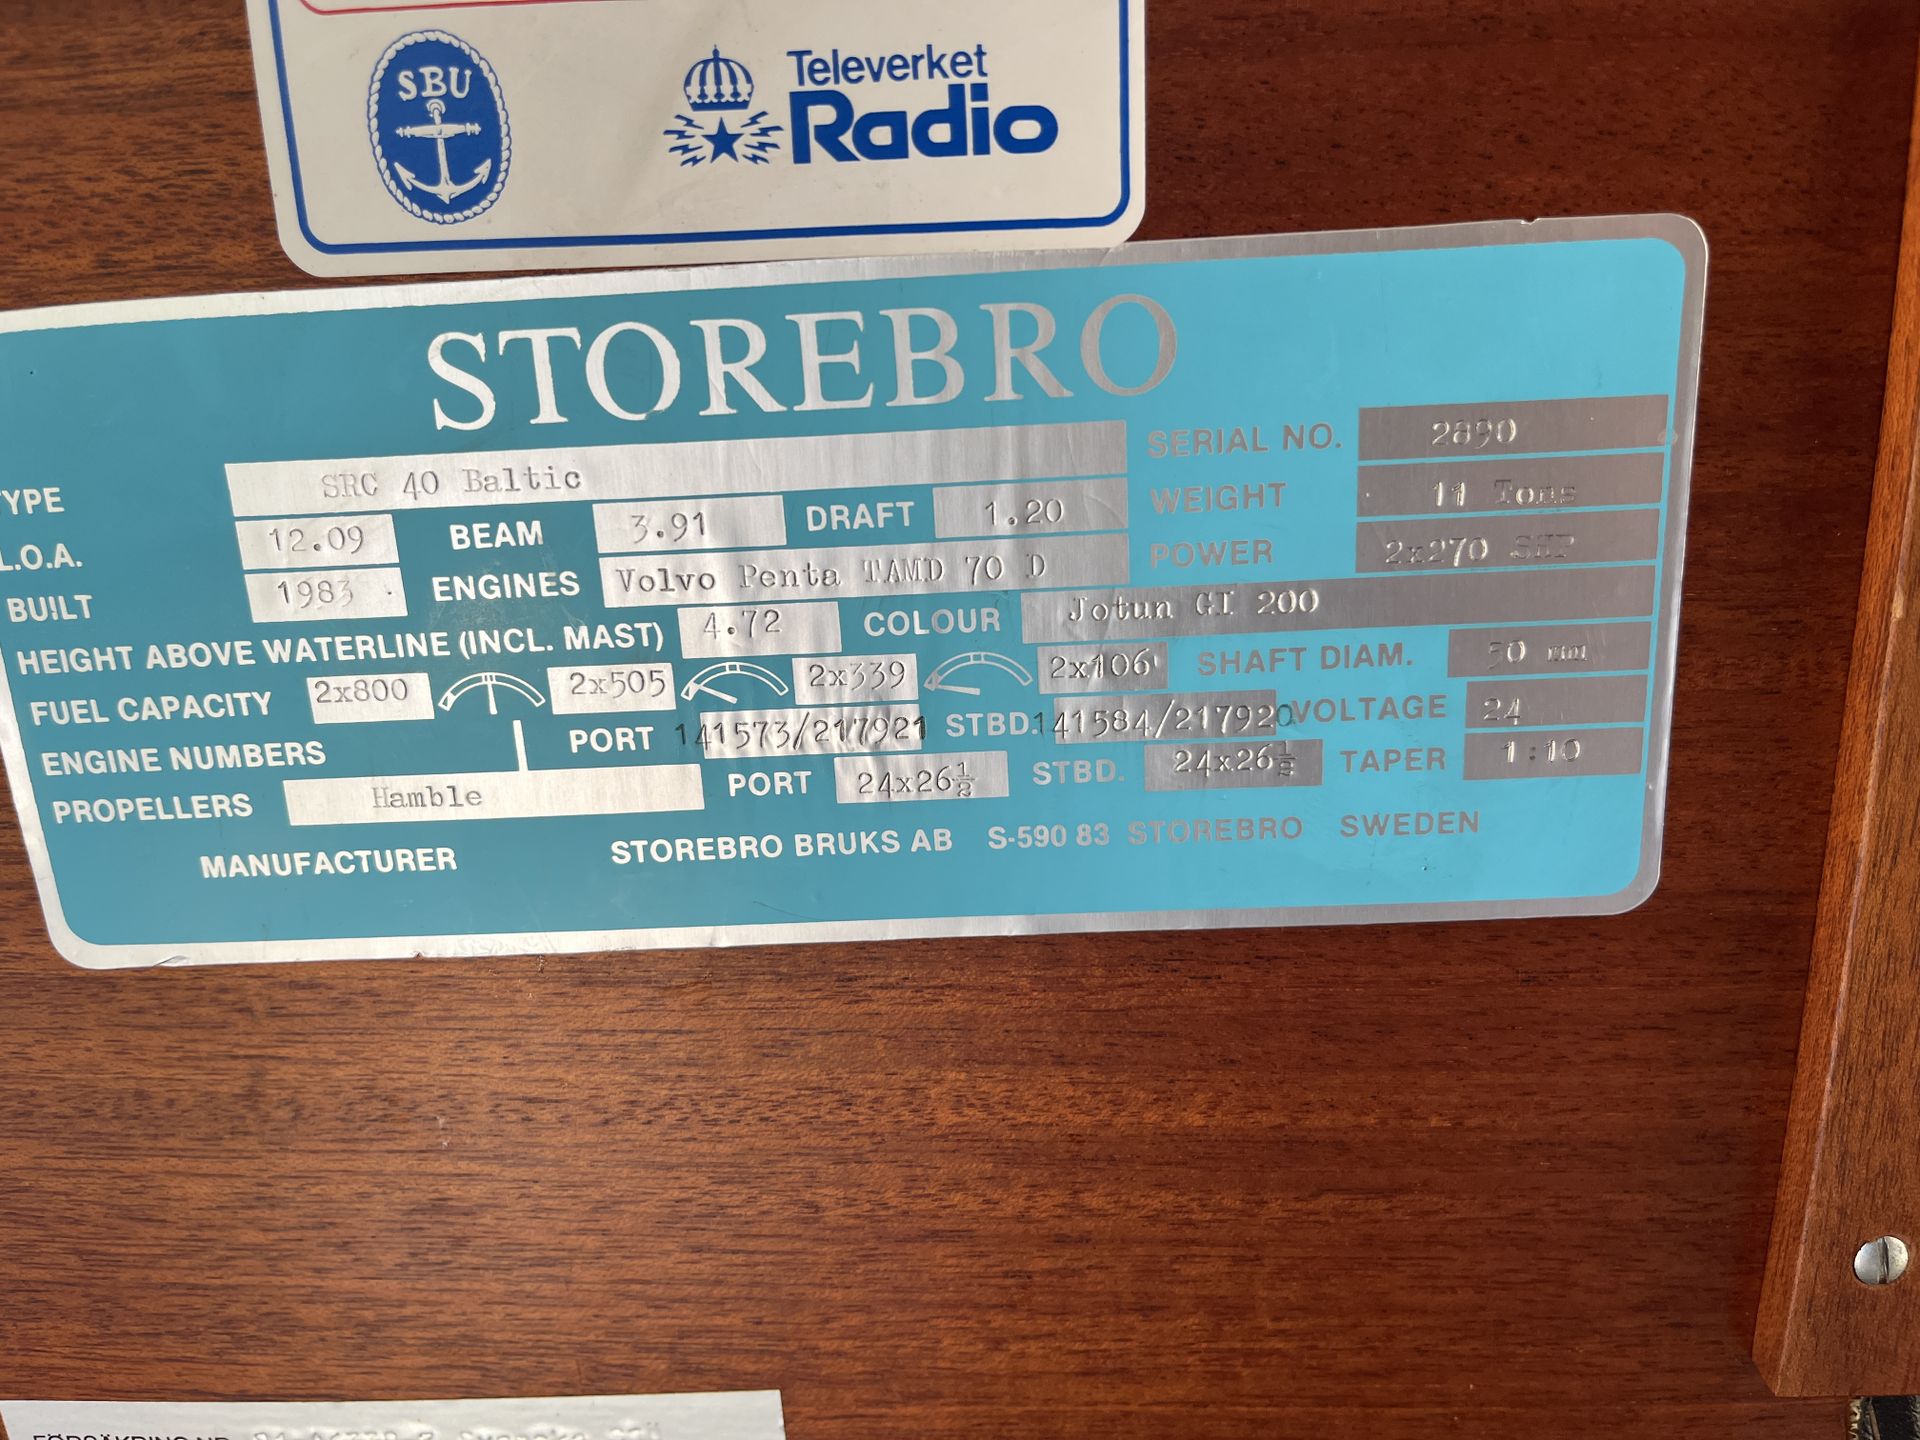 SBU
Televerket
Radio
STOREBRO
TYPE SRC 40 Baltic SERIAL NO. 2890
L.O.A. 12.09 BEAM 3.91 DRAFT 1.20 WEIGHT 11 Tons
BUILT 1983 ENGINES Volvo Penta TAMD 70 D POWER 2x270 SHP
HEIGHT ABOVE WATERLINE (INCL. MAST) 4.72 COLOUR Jotun GI 200
FUEL CAPACITY 2x800 2x505 2x339 2x106 SHAFT DIAM. 50 mm
ENGINE NUMBERS PORT 141573/217921 STBD. 141584/217920 VOLTAGE 24
PROPELLERS Hamble PORT 24x26½ STBD. 24x26½ TAPER 1:10
MANUFACTURER STOREBRO BRUKS AB S-590 83 STOREBRO SWEDEN